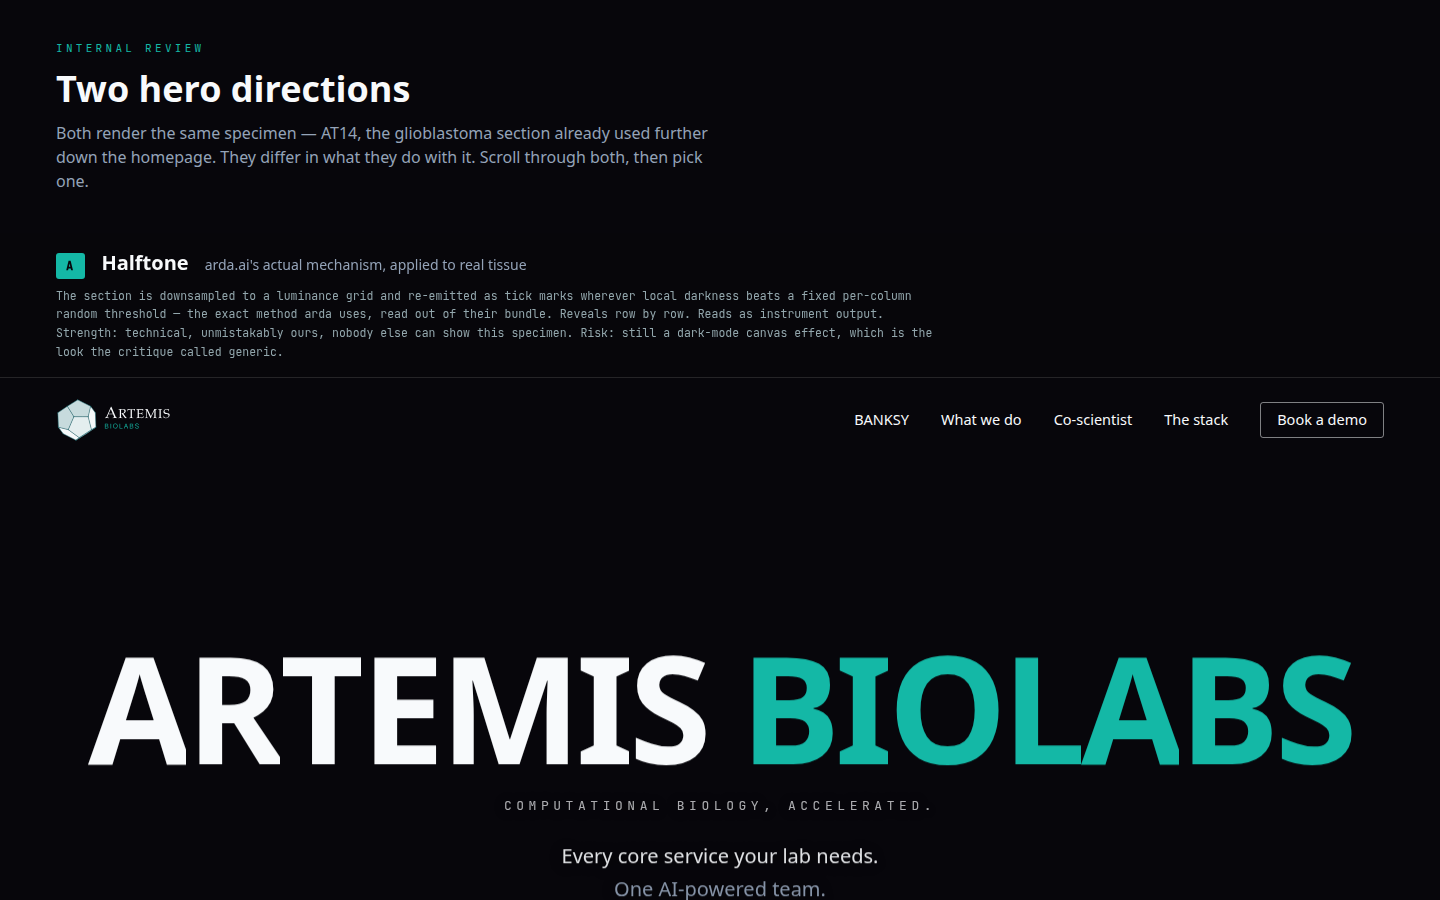 INTERNAL REVIEW
Two hero directions
Both render the same specimen — AT14, the glioblastoma section already used further
down the homepage. They differ in what they do with it. Scroll through both, then pick
one.
A Halftone arda.ai's actual mechanism, applied to real tissue
The section is downsampled to a luminance grid and re-emitted as tick marks wherever local darkness beats a fixed per-column
random threshold — the exact method arda uses, read out of their bundle. Reveals row by row. Reads as instrument output.
Strength: technical, unmistakably ours, nobody else can show this specimen. Risk: still a dark-mode canvas effect, which is the
look the critique called generic.
ARTEMIS
BIOLABS
BANKSY What we do Co-scientist The stack Book a demo
ARTEMIS BIOLABS
COMPUTATIONAL BIOLOGY, ACCELERATED.
Every core service your lab needs.
One AI-powered team.